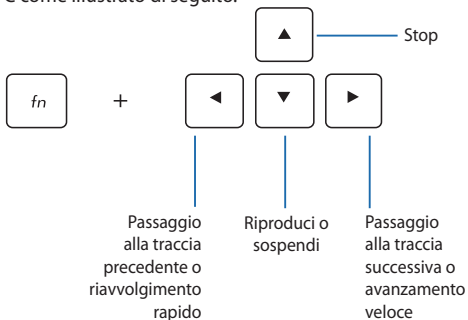 e come illustrato di seguito.
Stop
fn
+
Passaggio
alla traccia
precedente o
riavvolgimento
rapido
Riproduci o
sospendi
Passaggio
alla traccia
successiva o
avanzamento
veloce